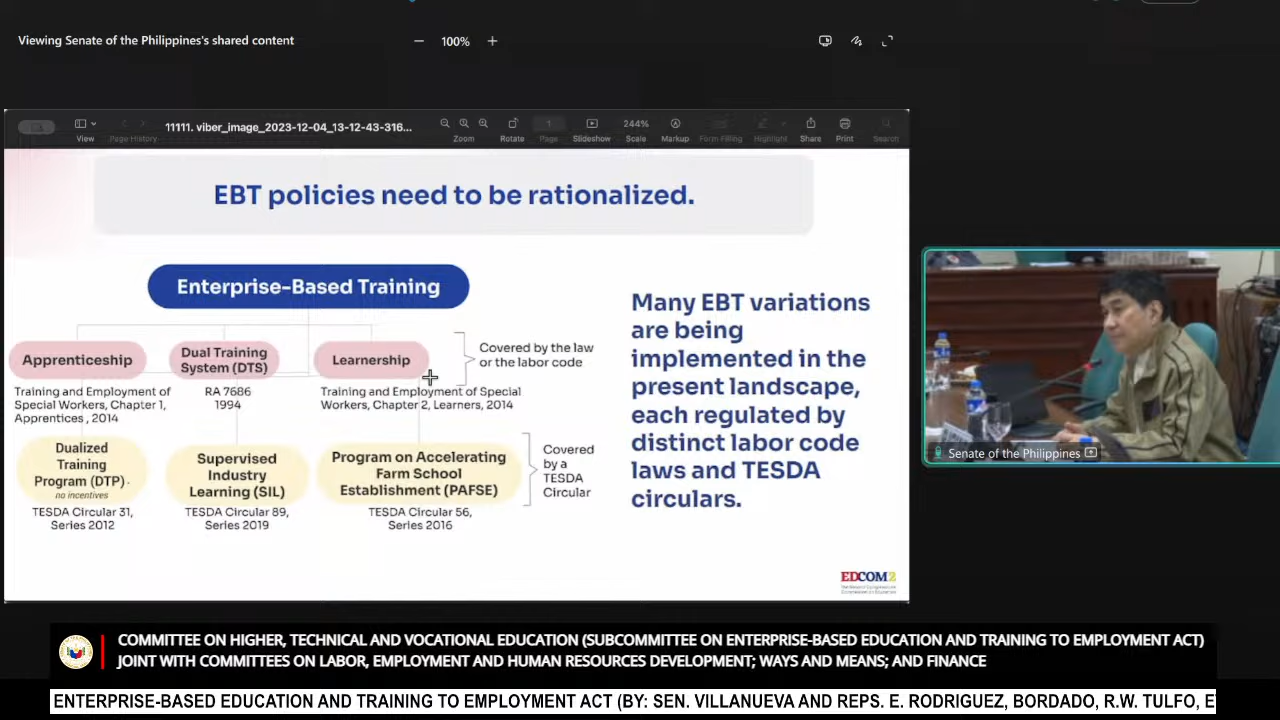 Viewing Senate of the Philippines's shared content
100%
11111. viber_image_2023-12-04_13-12-43-316...
1
244%
View
Page History
Zoom
Rotate
Page
Slideshow
Scale
Markup
Form Filling
Highlight
Share
Print
Search
EBT policies need to be rationalized.
Enterprise-Based Training
Apprenticeship
Training and Employment of
Special Workers, Chapter 1,
Apprentices , 2014
Dual Training
System (DTS)
RA 7686
1994
Learnership
Training and Employment of Special
Workers, Chapter 2, Learners, 2014
Covered by the law
or the labor code
Dualized
Training
Program (DTP)
no incentives
TESDA Circular 31,
Series 2012
Supervised
Industry
Learning (SIL)
TESDA Circular 89,
Series 2019
Program on Accelerating
Farm School
Establishment (PAFSE)
TESDA Circular 56,
Series 2016
Covered
by a
TESDA
Circular
Many EBT variations
are being
implemented in the
present landscape,
each regulated by
distinct labor code
laws and TESDA
circulars.
EDCOM2
Senate of the Philippines
COMMITTEE ON HIGHER, TECHNICAL AND VOCATIONAL EDUCATION (SUBCOMMITTEE ON ENTERPRISE-BASED EDUCATION AND TRAINING TO EMPLOYMENT ACT)
JOINT WITH COMMITTEES ON LABOR, EMPLOYMENT AND HUMAN RESOURCES DEVELOPMENT; WAYS AND MEANS; AND FINANCE
ENTERPRISE-BASED EDUCATION AND TRAINING TO EMPLOYMENT ACT (BY: SEN. VILLANUEVA AND REPS. E. RODRIGUEZ, BORDADO, R.W. TULFO, E